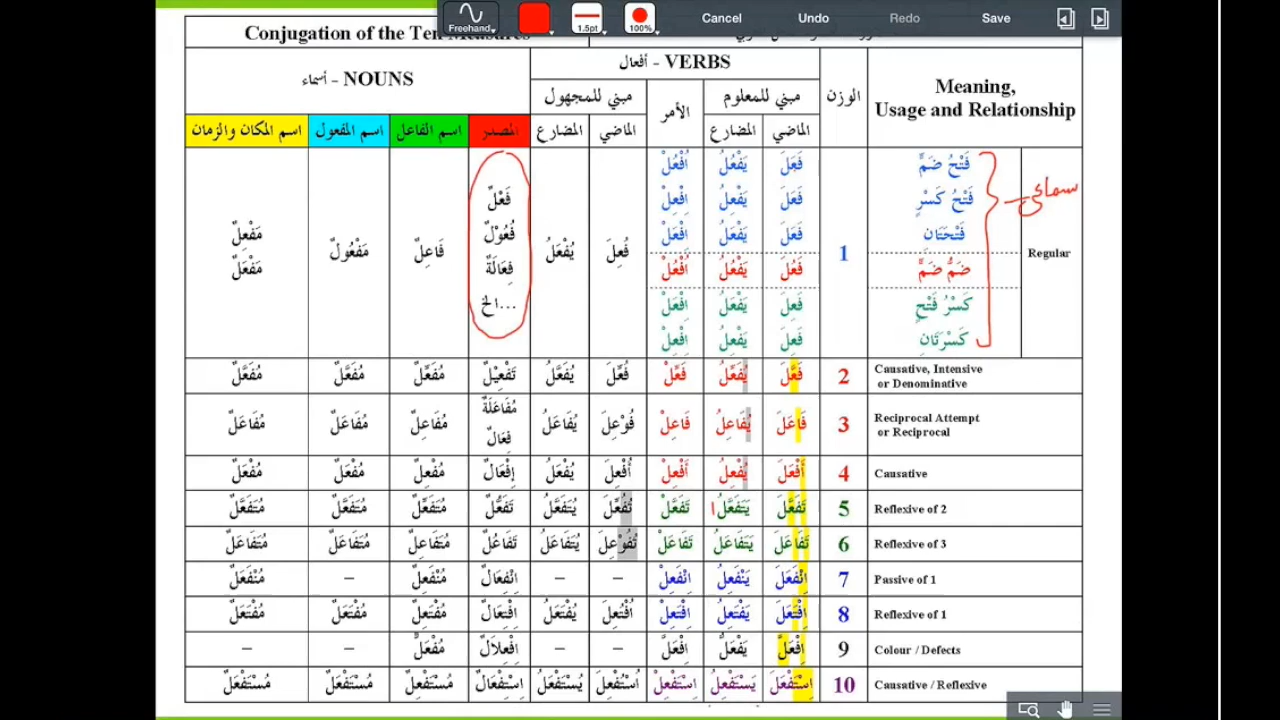 Freehand 1.5pt 100% Cancel Undo Redo Save
Conjugation of the Ten Measures
أسماء - NOUNS
أفعال - VERBS
الوزن
Meaning, Usage and Relationship
مبني للمجهول
الأمر
مبني للمعلوم
اسم المكان والزمان اسم المفعول اسم الفاعل المصدر المضارع الماضي المضارع الماضي
اُفْعُلْ يَفْعُلُ فَعَلَ فَتْحُ ضَمٍّ
فَعْلٌ اِفْعِلْ يَفْعِلُ فَعَلَ فَتْحُ كَسْرٍ سماعي
مَفْعِلٌ فُعُوْلٌ اِفْعَلْ يَفْعَلُ فَعَلَ فَتْحَتَانِ
مَفْعُولٌ فَاعِلٌ يُفْعَلُ فُعِلَ 1 Regular
مَفْعَلٌ فِعَالَةٌ اُفْعُلْ يَفْعُلُ فَعُلَ ضَمُّ ضَمٍّ
...الخ اِفْعَلْ يَفْعَلُ فَعِلَ كَسْرُ فَتْحٍ
اِفْعِلْ يَفْعِلُ فَعِلَ كَسْرَتَانِ
مُفَعَّلٌ مُفَعَّلٌ مُفَعِّلٌ تَفْعِيْلٌ يُفَعَّلُ فُعِّلَ فَعِّلْ يُفَعِّلُ فَعَّلَ 2 Causative, Intensive or Denominative
مُفَاعَلٌ مُفَاعَلٌ مُفَاعِلٌ مُفَاعَلَةٌ فِعَالٌ يُفَاعَلُ فُوْعِلَ فَاعِلْ يُفَاعِلُ فَاعَلَ 3 Reciprocal Attempt or Reciprocal
مُفْعَلٌ مُفْعَلٌ مُفْعِلٌ إِفْعَالٌ يُفْعَلُ أُفْعِلَ أَفْعِلْ يُفْعِلُ أَفْعَلَ 4 Causative
مُتَفَعَّلٌ مُتَفَعَّلٌ مُتَفَعِّلٌ تَفَعُّلٌ يُتَفَعَّلُ تُفُعِّلَ تَفَعَّلْ يَتَفَعَّلُ تَفَعَّلَ 5 Reflexive of 2
مُتَفَاعَلٌ مُتَفَاعَلٌ مُتَفَاعِلٌ تَفَاعُلٌ يُتَفَاعَلُ تُفُوْعِلَ تَفَاعَلْ يَتَفَاعَلُ تَفَاعَلَ 6 Reflexive of 3
مُنْفَعَلٌ – مُنْفَعِلٌ اِنْفِعَالٌ – – اِنْفَعِلْ يَنْفَعِلُ اِنْفَعَلَ 7 Passive of 1
مُفْتَعَلٌ مُفْتَعَلٌ مُفْتَعِلٌ اِفْتِعَالٌ يُفْتَعَلُ اُفْتُعِلَ اِفْتَعِلْ يَفْتَعِلُ اِفْتَعَلَ 8 Reflexive of 1
– – مُفْعَلٌّ اِفْعِلاَلٌ – – اِفْعَلَّ يَفْعَلُّ اِفْعَلَّ 9 Colour / Defects
مُسْتَفْعَلٌ مُسْتَفْعَلٌ مُسْتَفْعِلٌ اِسْتِفْعَالٌ يُسْتَفْعَلُ اُسْتُفْعِلَ اِسْتَفْعِلْ يَسْتَفْعِلُ اِسْتَفْعَلَ 10 Causative / Reflexive